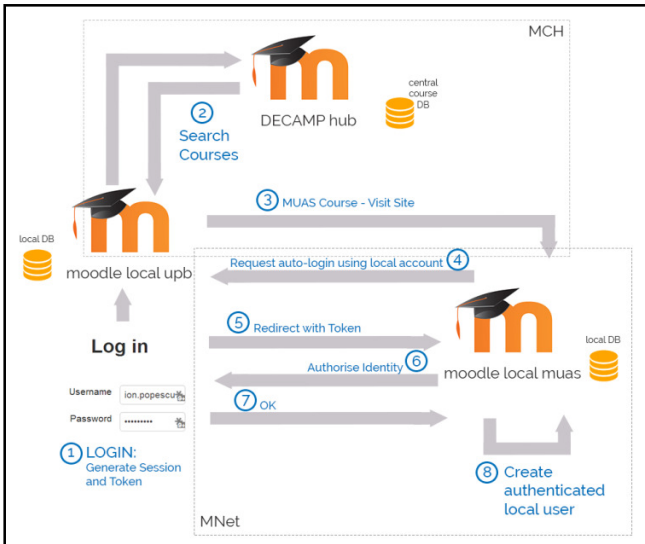 MCH
m
central
course
DB
DECAMP hub
2
Search
Courses
3 MUAS Course - Visit Site
m
local DB
moodle local upb
Request auto-login using local account 4
Log in
5 Redirect with Token
m
local DB
Authorise Identity 6
moodle local muas
Username ion.popescu
Password •••••••••
7 OK
1 LOGIN:
Generate Session
and Token
8 Create
authenticated
local user
MNet